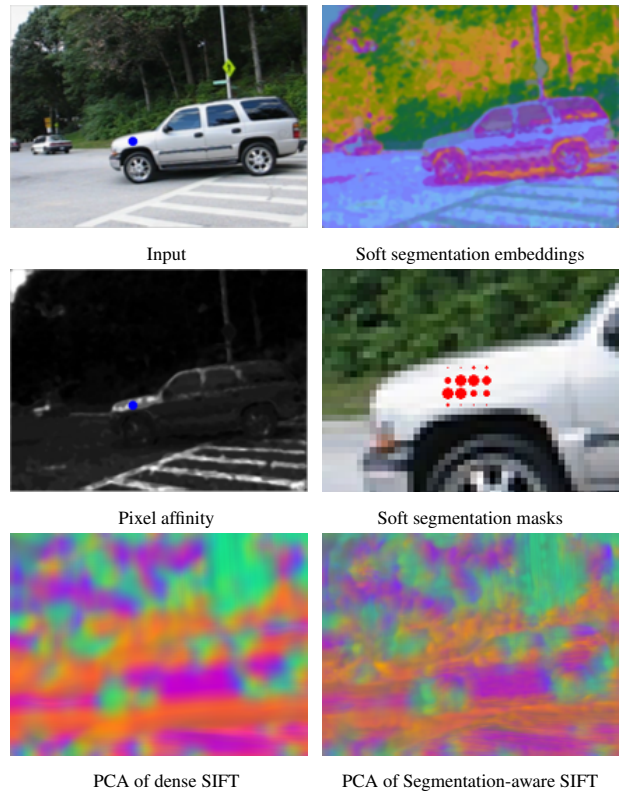 Input
Soft segmentation embeddings
Pixel affinity
Soft segmentation masks
PCA of dense SIFT
PCA of Segmentation-aware SIFT